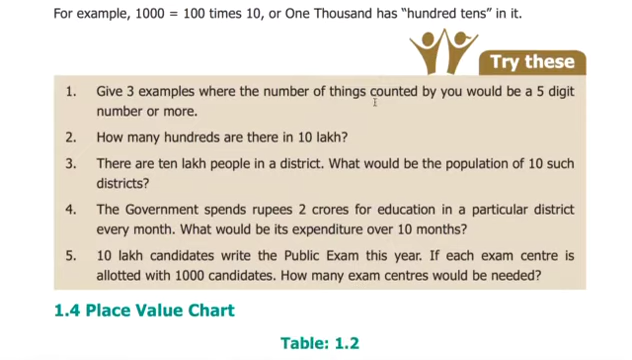 For example, 1000 = 100 times 10, or One Thousand has “hundred tens” in it.
Try these
1. Give 3 examples where the number of things counted by you would be a 5 digit
number or more.
2. How many hundreds are there in 10 lakh?
3. There are ten lakh people in a district. What would be the population of 10 such
districts?
4. The Government spends rupees 2 crores for education in a particular district
every month. What would be its expenditure over 10 months?
5. 10 lakh candidates write the Public Exam this year. If each exam centre is
allotted with 1000 candidates. How many exam centres would be needed?
1.4 Place Value Chart
Table: 1.2